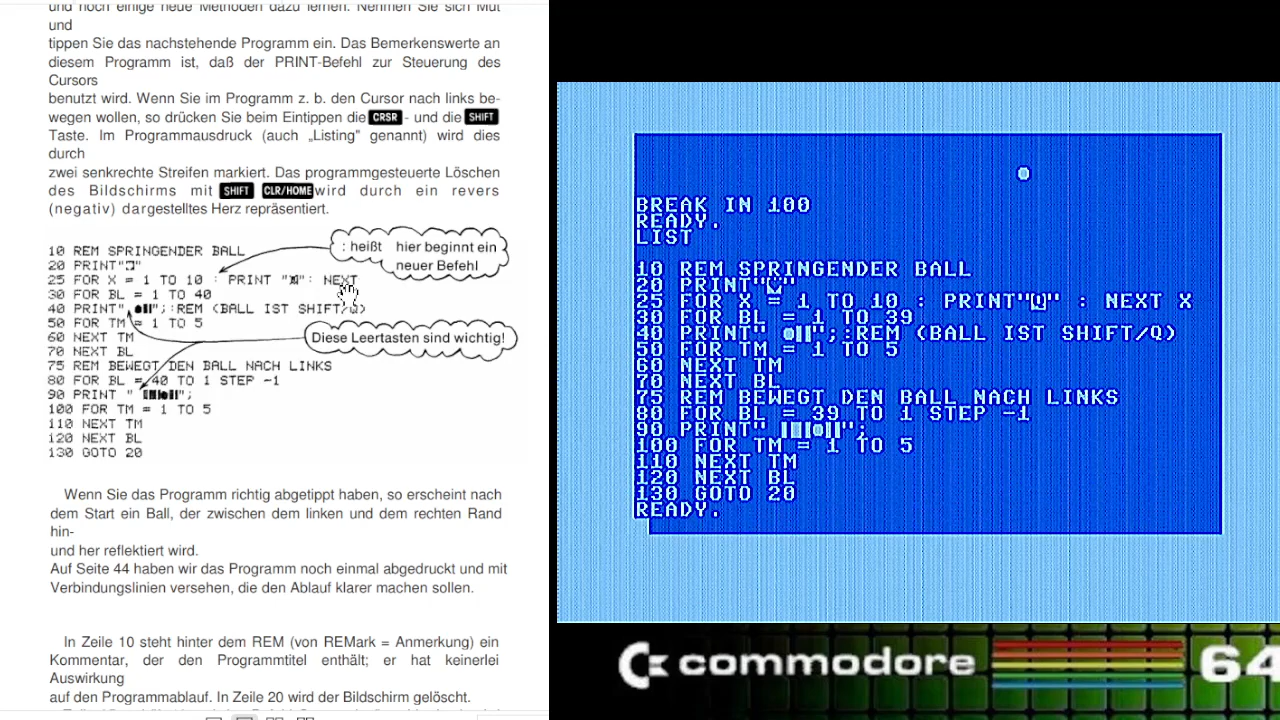 und noch einige neue Methoden dazu lernen. Nehmen Sie sich Mut
und
tippen Sie das nachstehende Programm ein. Das Bemerkenswerte an
diesem Programm ist, daß der PRINT-Befehl zur Steuerung des
Cursors
benutzt wird. Wenn Sie im Programm z. b. den Cursor nach links be-
wegen wollen, so drücken Sie beim Eintippen die CRSR - und die SHIFT
Taste. Im Programmausdruck (auch „Listing" genannt) wird dies
durch
zwei senkrechte Streifen markiert. Das programmgesteuerte Löschen
des Bildschirms mit SHIFT CLR/HOME wird durch ein revers
(negativ) dargestelltes Herz repräsentiert.
: heißt hier beginnt ein
neuer Befehl
10 REM SPRINGENDER BALL
20 PRINT"♥"
25 FOR X = 1 TO 10 : PRINT "": NEXT
30 FOR BL = 1 TO 40
40 PRINT" ●||";:REM (BALL IST SHIFT/Q)
50 FOR TM = 1 TO 5
60 NEXT TM
70 NEXT BL
75 REM BEWEGT DEN BALL NACH LINKS
80 FOR BL = 40 TO 1 STEP -1
90 PRINT " ||||●||";
100 FOR TM = 1 TO 5
110 NEXT TM
120 NEXT BL
130 GOTO 20
Diese Leertasten sind wichtig!
Wenn Sie das Programm richtig abgetippt haben, so erscheint nach
dem Start ein Ball, der zwischen dem linken und dem rechten Rand
hin-
und her reflektiert wird.
Auf Seite 44 haben wir das Programm noch einmal abgedruckt und mit
Verbindungslinien versehen, die den Ablauf klarer machen sollen.
In Zeile 10 steht hinter dem REM (von REMark = Anmerkung) ein
Kommentar, der den Programmtitel enthält; er hat keinerlei
Auswirkung
auf den Programmablauf. In Zeile 20 wird der Bildschirm gelöscht.
BREAK IN 100
READY.
LIST
10 REM SPRINGENDER BALL
20 PRINT"♥"
25 FOR X = 1 TO 10 : PRINT"Q" : NEXT X
30 FOR BL = 1 TO 39
40 PRINT" ●||";:REM (BALL IST SHIFT/Q)
50 FOR TM = 1 TO 5
60 NEXT TM
70 NEXT BL
75 REM BEWEGT DEN BALL NACH LINKS
80 FOR BL = 39 TO 1 STEP -1
90 PRINT" ||||●||";
100 FOR TM = 1 TO 5
110 NEXT TM
120 NEXT BL
130 GOTO 20
READY.
commodore 64